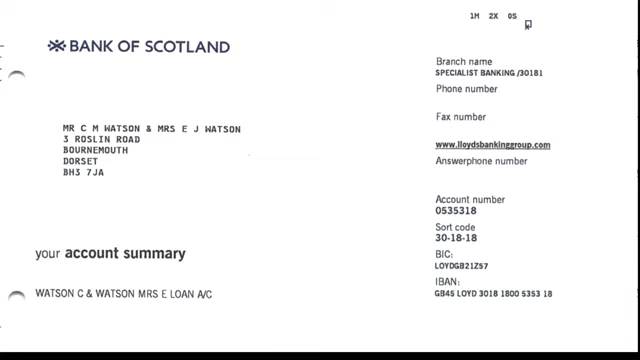 1M 2X 0S
BANK OF SCOTLAND
Branch name
SPECIALIST BANKING /30181
Phone number
Fax number
MR C M WATSON & MRS E J WATSON
3 ROSLIN ROAD
BOURNEMOUTH
DORSET
BH3 7JA
www.lloydsbankinggroup.com
Answerphone number
Account number
0535318
Sort code
30-18-18
your account summary
BIC:
LOYDGB21Z57
IBAN:
WATSON C & WATSON MRS E LOAN A/C
GB45 LOYD 3018 1800 5353 18